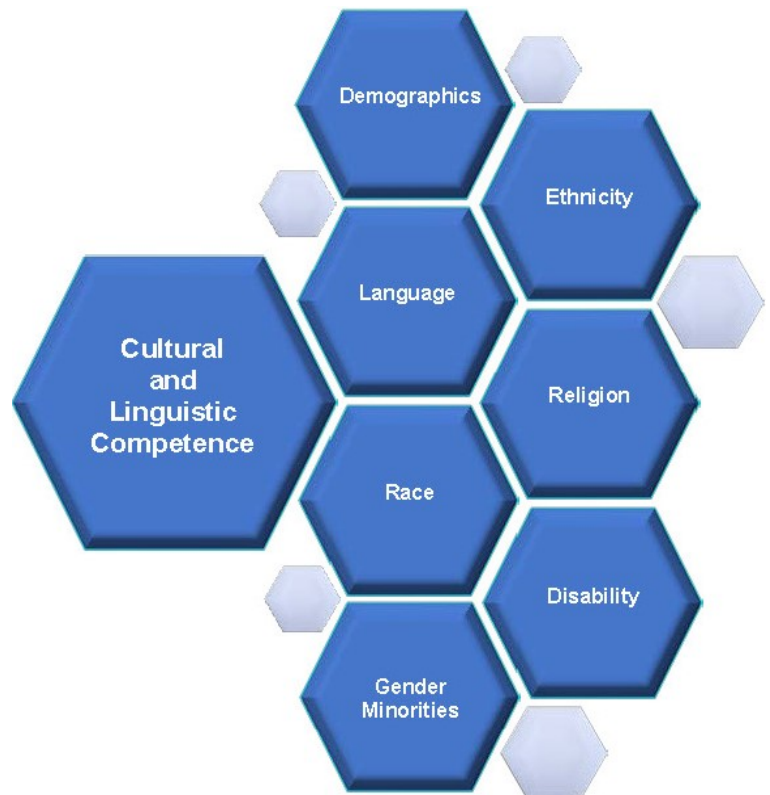 Demographics
Ethnicity
Language
Cultural
and
Linguistic
Competence
Religion
Race
Disability
Gender
Minorities